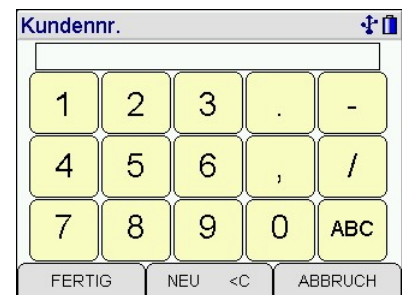 Kundennr.
1 2 3 . -
4 5 6 , /
7 8 9 0 ABC
FERTIG NEU <C ABBRUCH